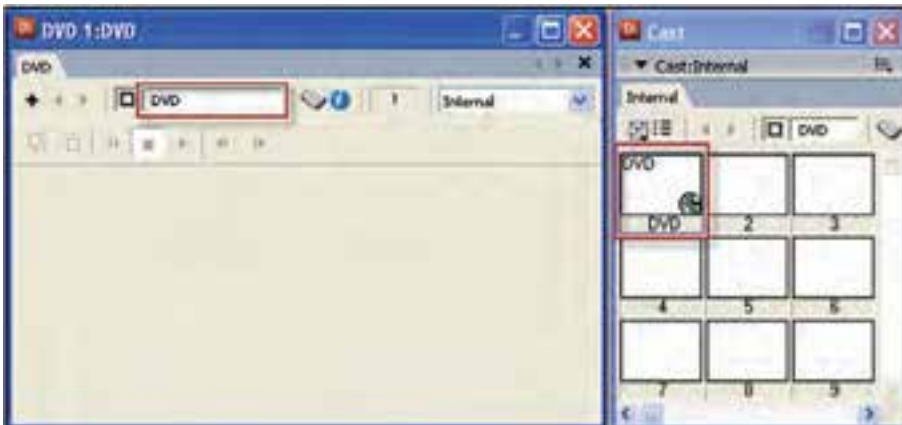 DVD 1:DVD
DVD
DVD
1
Internal
Cast
Cast:Internal
Internal
DVD
DVD
DVD
2
3
4
5
6
7
8
9